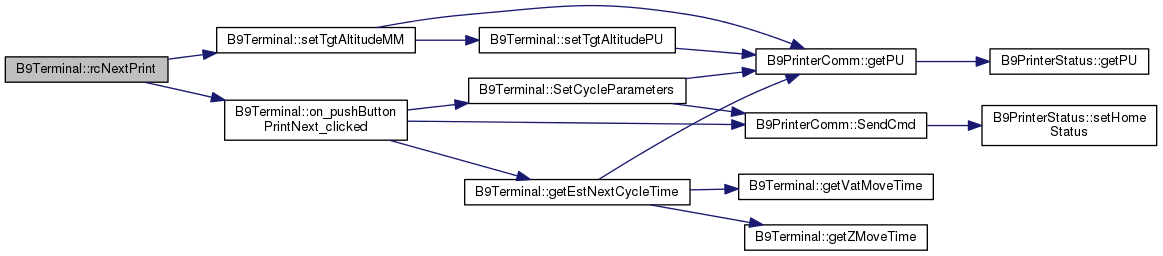 B9Terminal::rcNextPrint
B9Terminal::setTgtAltitudeMM
B9Terminal::on_pushButton
PrintNext_clicked
B9Terminal::setTgtAltitudePU
B9Terminal::SetCycleParameters
B9Terminal::getEstNextCycleTime
B9PrinterComm::getPU
B9PrinterComm::SendCmd
B9Terminal::getVatMoveTime
B9Terminal::getZMoveTime
B9PrinterStatus::getPU
B9PrinterStatus::setHome
Status